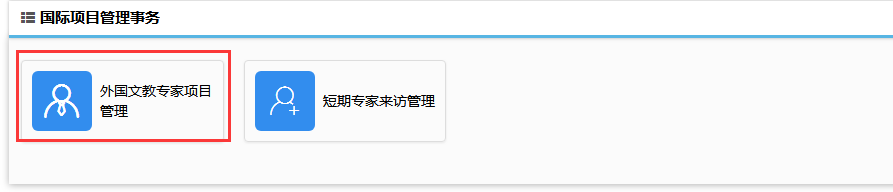 国际项目管理事务
外国文教专家项目
管理
短期专家来访管理